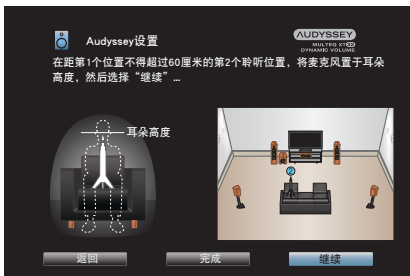 Audyssey设置
AUDYSSEY
MULTEQ XT32
DYNAMIC VOLUME
在距第1个位置不得超过60厘米的第2个聆听位置，将麦克风置于耳朵
高度，然后选择“继续”...
耳朵高度
2
返回
完成
继续